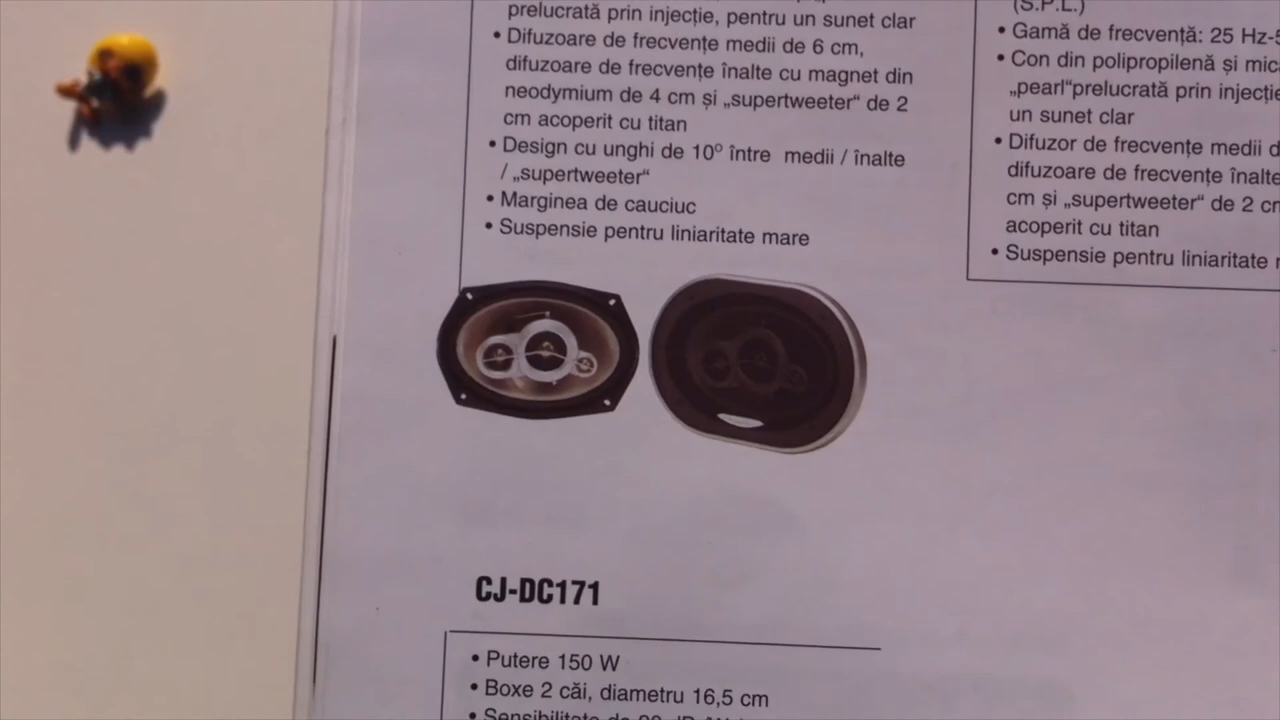 prelucrată prin injecție, pentru un sunet clar
• Difuzoare de frecvențe medii de 6 cm,
difuzoare de frecvențe înalte cu magnet din
neodymium de 4 cm și „supertweeter“ de 2
cm acoperit cu titan
• Design cu unghi de 10º între medii / înalte
/ „supertweeter“
• Marginea de cauciuc
• Suspensie pentru liniaritate mare
(S.P.L.)
• Gamă de frecvență: 25 Hz-
• Con din polipropilenă și
„pearl“prelucrată prin
un sunet clar
• Difuzor de frecvențe medii
difuzoare de frecvențe înalte
cm și „supertweeter“ de 2
acoperit cu titan
• Suspensie pentru liniaritate
CJ-DC171
• Putere 150 W
• Boxe 2 căi, diametru 16,5 cm
• Sensibilitate de